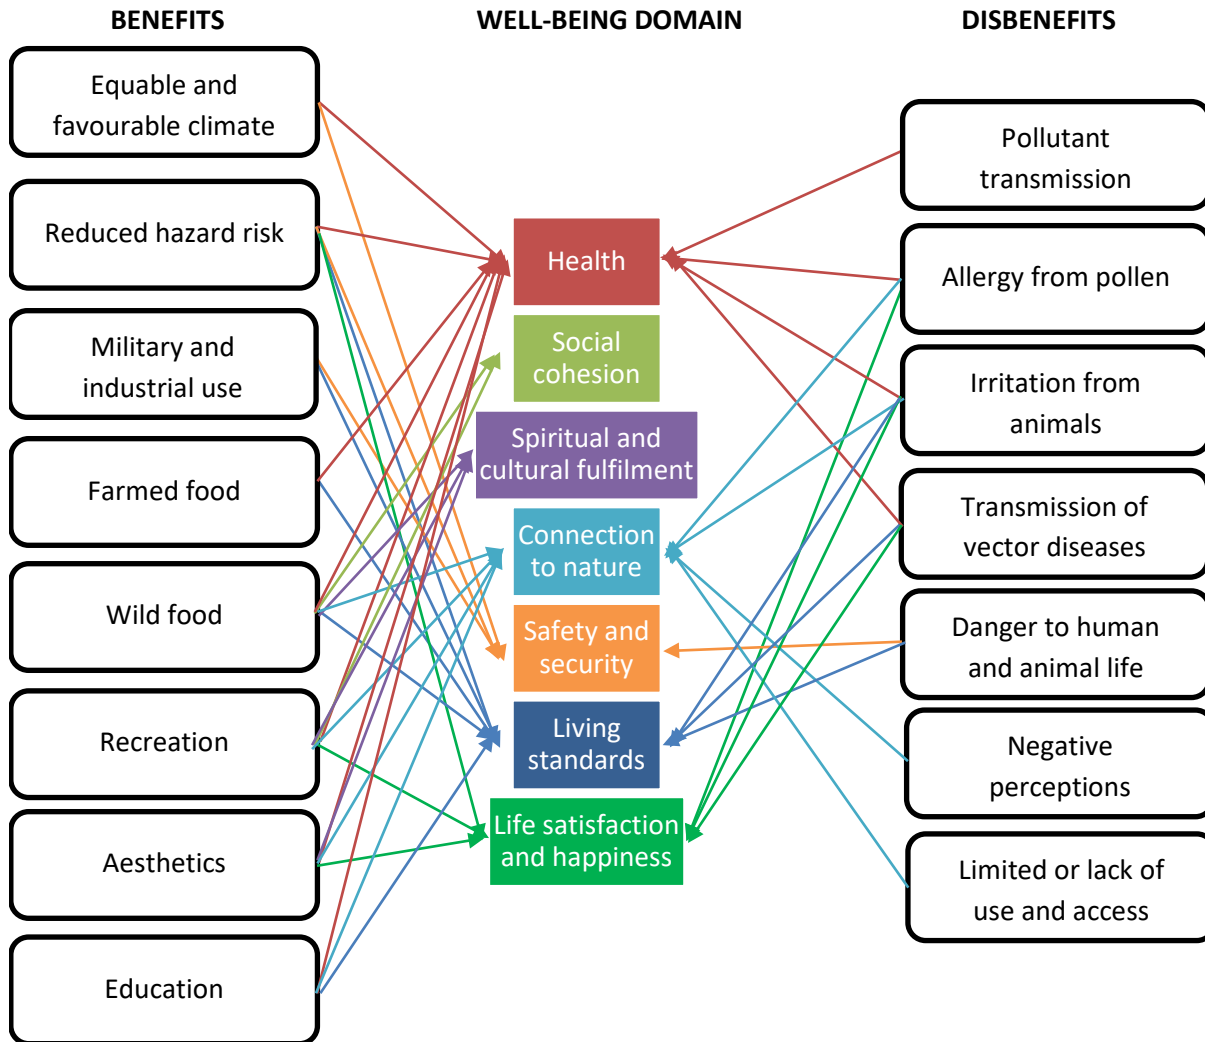 BENEFITS
Equable and
favourable climate
Reduced hazard risk
Military and
industrial use
Farmed food
Wild food
Recreation
Aesthetics
Education
WELL-BEING DOMAIN
Health
Social
cohesion
Spiritual and
cultural fulfilment
Connection
to nature
Safety and
security
Living
standards
Life satisfaction
and happiness
DISBENEFITS
Pollutant
transmission
Allergy from pollen
Irritation from
animals
Transmission of
vector diseases
Danger to human
and animal life
Negative
perceptions
Limited or lack of
use and access